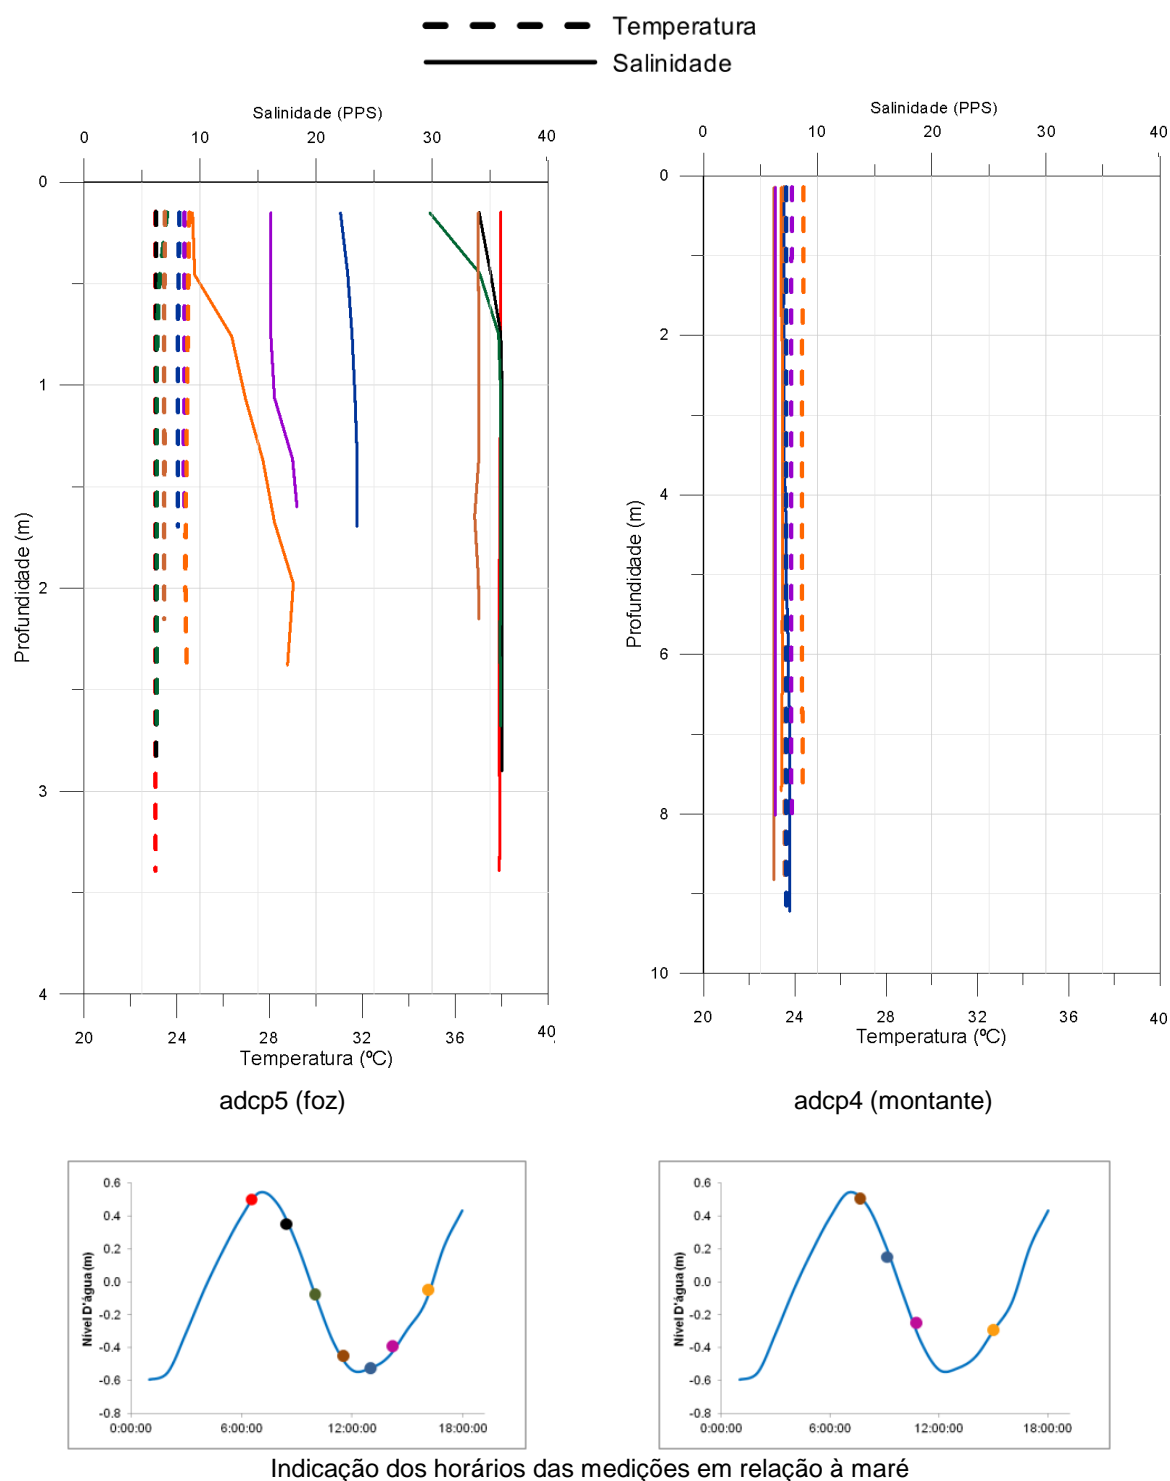 Temperatura
Salinidade
Salinidade (PPS)
0 10 20 30 40
0
1
2
3
4
Profundidade (m)
20 24 28 32 36 40
Temperatura (ºC)
adcp5 (foz)
Salinidade (PPS)
0 10 20 30 40
0
2
4
6
8
10
Profundidade (m)
20 24 28 32 36 40
Temperatura (ºC)
adcp4 (montante)
0.6
0.4
0.2
0.0
-0.2
-0.4
-0.6
-0.8
Nível D'água (m)
0:00:00 6:00:00 12:00:00 18:00:00
0.6
0.4
0.2
0.0
-0.2
-0.4
-0.6
-0.8
Nível D'água (m)
0:00:00 6:00:00 12:00:00 18:00:00
Indicação dos horários das medições em relação à maré